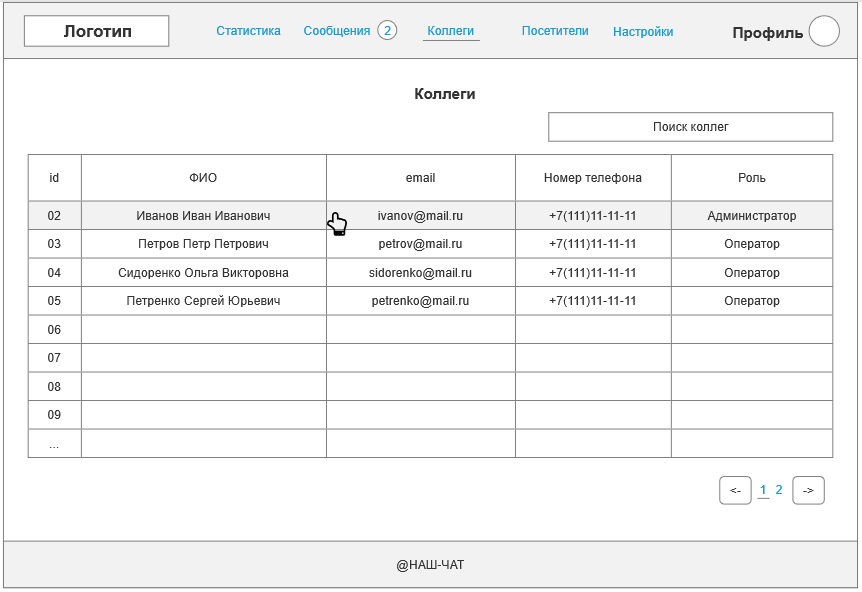 Логотип Статистика Сообщения 2 Коллеги Посетители Настройки Профиль
Коллеги
Поиск коллег
id ФИО email Номер телефона Роль
02 Иванов Иван Иванович ivanov@mail.ru +7(111)11-11-11 Администратор
03 Петров Петр Петрович petrov@mail.ru +7(111)11-11-11 Оператор
04 Сидоренко Ольга Викторовна sidorenko@mail.ru +7(111)11-11-11 Оператор
05 Петренко Сергей Юрьевич petrenko@mail.ru +7(111)11-11-11 Оператор
06
07
08
09
...
<- 1 2 ->
@НАШ-ЧАТ